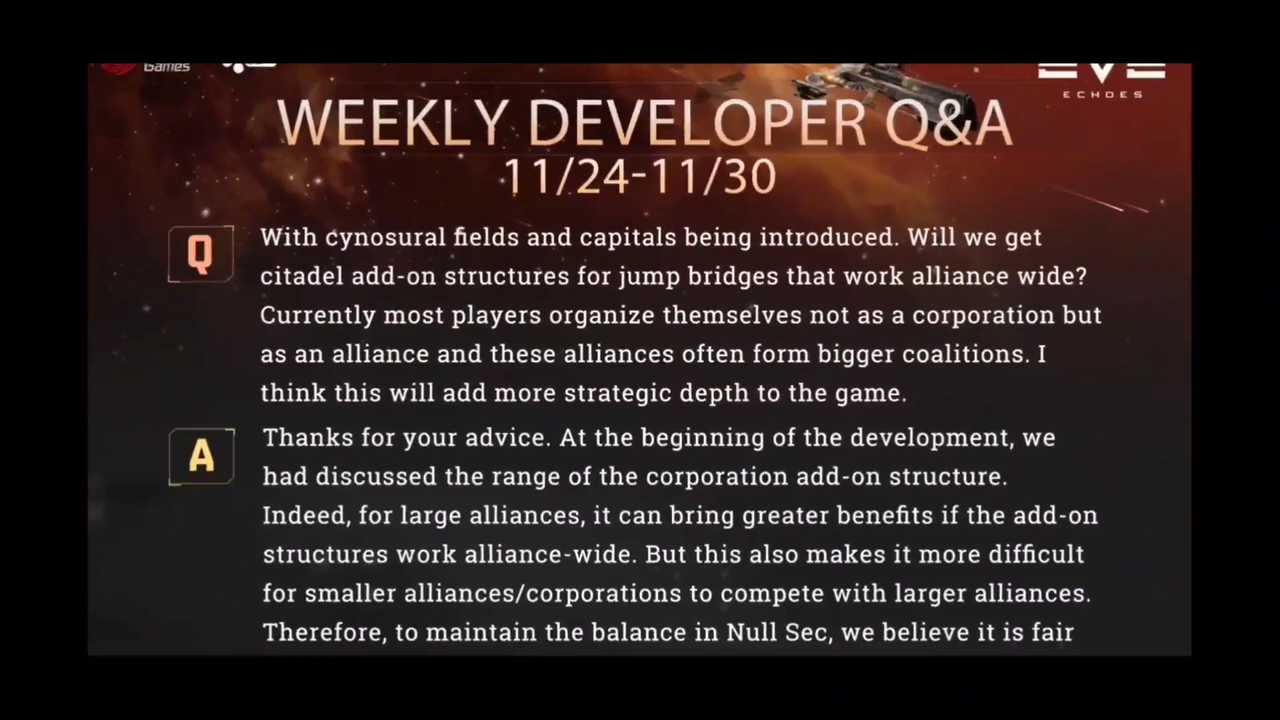 Games
EVE
ECHOES
WEEKLY DEVELOPER Q&A
11/24-11/30
Q
With cynosural fields and capitals being introduced. Will we get
citadel add-on structures for jump bridges that work alliance wide?
Currently most players organize themselves not as a corporation but
as an alliance and these alliances often form bigger coalitions. I
think this will add more strategic depth to the game.
A
Thanks for your advice. At the beginning of the development, we
had discussed the range of the corporation add-on structure.
Indeed, for large alliances, it can bring greater benefits if the add-on
structures work alliance-wide. But this also makes it more difficult
for smaller alliances/corporations to compete with larger alliances.
Therefore, to maintain the balance in Null Sec, we believe it is fair